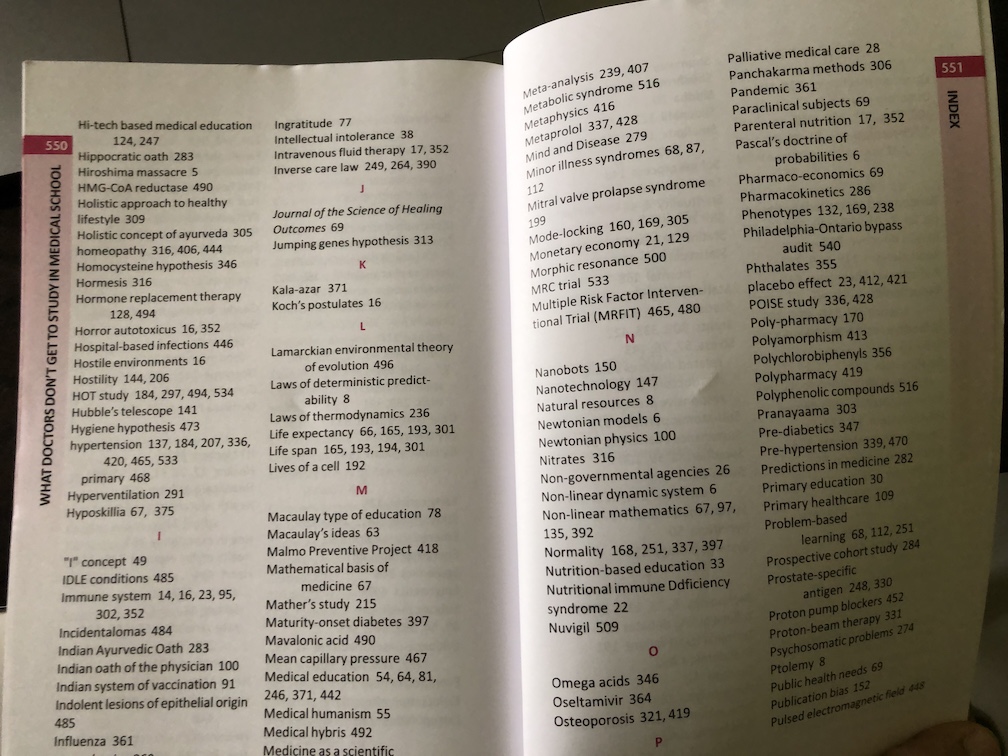 550
WHAT DOCTORS DON'T GET TO STUDY IN MEDICAL SCHOOL
Hi-tech based medical education
124, 247
Hippocratic oath 283
Hiroshima massacre 5
HMG-CoA reductase 490
Holistic approach to healthy
lifestyle 309
Holistic concept of ayurveda 305
homeopathy 316, 406, 444
Homocysteine hypothesis 346
Hormesis 316
Hormone replacement therapy
128, 494
Horror autotoxicus 16, 352
Hospital-based infections 446
Hostile environments 16
Hostility 144, 206
HOT study 184, 297, 494, 534
Hubble's telescope 141
Hygiene hypothesis 473
hypertension 137, 184, 207, 336,
420, 465, 533
primary 468
Hyperventilation 291
Hyposkillia 67, 375
I
"I" concept 49
IDLE conditions 485
Immune system 14, 16, 23, 95,
302, 352
Incidentalomas 484
Indian Ayurvedic Oath 283
Indian oath of the physician 100
Indian system of vaccination 91
Indolent lesions of epithelial origin
485
Influenza 361
Ingratitude 77
Intellectual intolerance 38
Intravenous fluid therapy 17, 352
Inverse care law 249, 264, 390
J
Journal of the Science of Healing
Outcomes 69
Jumping genes hypothesis 313
K
Kala-azar 371
Koch's postulates 16
L
Lamarckian environmental theory
of evolution 496
Laws of deterministic predict-
ability 8
Laws of thermodynamics 236
Life expectancy 66, 165, 193, 301
Life span 165, 193, 194, 301
Lives of a cell 192
M
Macaulay type of education 78
Macaulay's ideas 63
Malmo Preventive Project 418
Mathematical basis of
medicine 67
Mather's study 215
Maturity-onset diabetes 397
Mavalonic acid 490
Mean capillary pressure 467
Medical education 54, 64, 81,
246, 371, 442
Medical humanism 55
Medical hybris 492
Medicine as a scientific
Meta-analysis 239, 407
Metabolic syndrome 516
Metaphysics 416
Metaprolol 337, 428
Mind and Disease 279
Minor illness syndromes 68, 87,
112
Mitral valve prolapse syndrome
199
Mode-locking 160, 169, 305
Monetary economy 21, 129
Morphic resonance 500
MRC trial 533
Multiple Risk Factor Interven-
tional Trial (MRFIT) 465, 480
N
Nanobots 150
Nanotechnology 147
Natural resources 8
Newtonian models 6
Newtonian physics 100
Nitrates 316
Non-governmental agencies 26
Non-linear dynamic system 6
Non-linear mathematics 67, 97,
135, 392
Normality 168, 251, 337, 397
Nutrition-based education 33
Nutritional immune Ddficiency
syndrome 22
Nuvigil 509
O
Omega acids 346
Oseltamivir 364
Osteoporosis 321, 419
P
Palliative medical care 28
Panchakarma methods 306
Pandemic 361
Paraclinical subjects 69
Parenteral nutrition 17, 352
Pascal's doctrine of
probabilities 6
Pharmaco-economics 69
Pharmacokinetics 286
Phenotypes 132, 169, 238
Philadelphia-Ontario bypass
audit 540
Phthalates 355
placebo effect 23, 412, 421
POISE study 336, 428
Poly-pharmacy 170
Polyamorphism 413
Polychlorobiphenyls 356
Polypharmacy 419
Polyphenolic compounds 516
Pranayaama 303
Pre-diabetics 347
Pre-hypertension 339, 470
Predictions in medicine 282
Primary education 30
Primary healthcare 109
Problem-based
learning 68, 112, 251
Prospective cohort study 284
Prostate-specific
antigen 248, 330
Proton pump blockers 452
Proton-beam therapy 331
Psychosomatic problems 274
Ptolemy 8
Public health needs 69
Publication bias 152
Pulsed electromagnetic field 448
551
INDEX